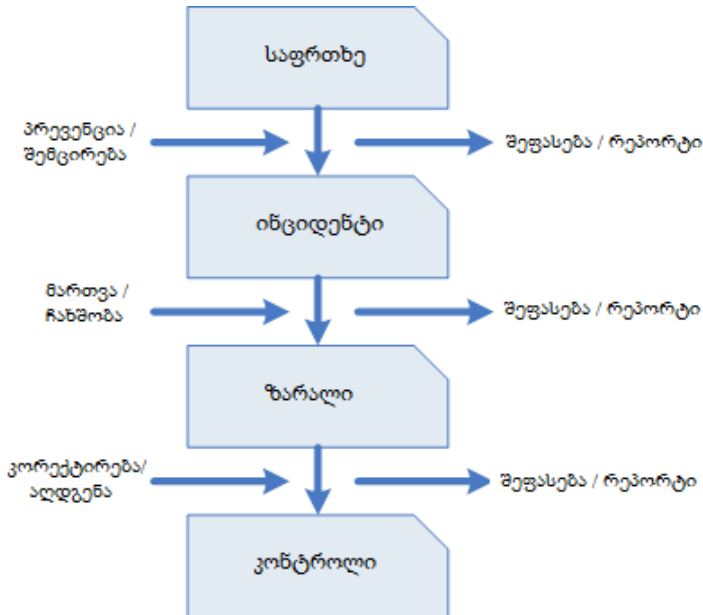 საფრთხე
პრევენცია /
შემცირება
შეფასება / რეპორტი
ინციდენტი
მართვა /
ჩახშობა
შეფასება / რეპორტი
ზარალი
კორექტირება/
აღდგენა
შეფასება / რეპორტი
კონტროლი